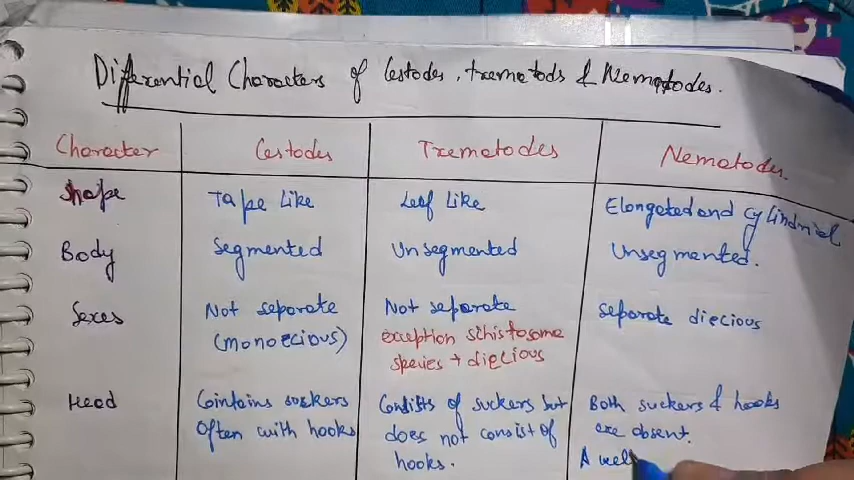 Differential Characters of Cestodes, trematods & Nematodes.
Character Cestodes Trematodes Nematodes.
Shape Tape Like Leaf Like Elongated and cylindrical
Body Segmented Unsegmented Unsegmented.
Sexes Not separate Not separate separate diecious
(monoecious) exception schistosome
species + diecious
Head Cointains suckers Consists of suckers but Both suckers & hooks
Often with hooks does not consist of are absent.
hooks. A well